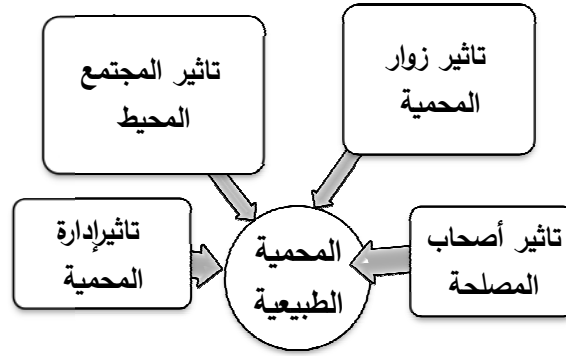 تاثير زوار
المحمية
تاثير المجتمع
المحيط
تاثير أصحاب
المصلحة
المحمية
الطبيعية
تاثيرإدارة
المحمية